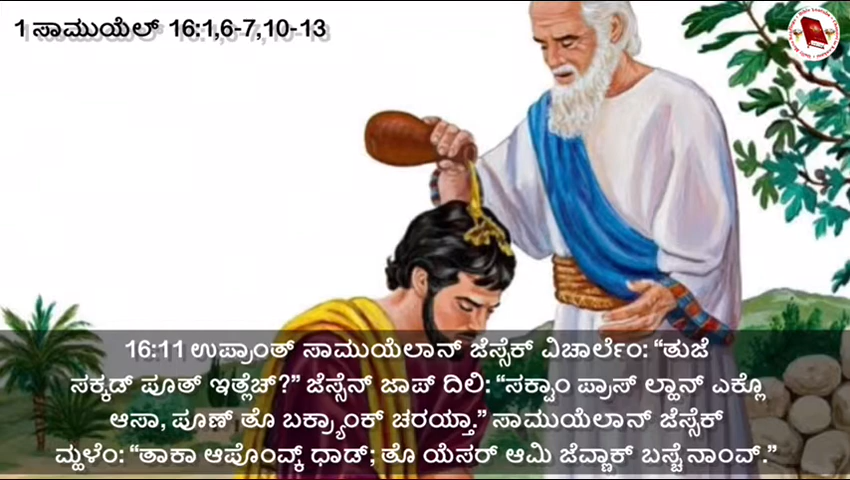 1 ಸಾಮುಯೆಲ್ 16:1,6-7,10-13
16:11 ಉಪ್ರಾಂತ್ ಸಾಮುಯೆಲಾನ್ ಜೆಸ್ಸೆಕ್ ವಿಚಾರ್ಲೆಂ: “ತುಜೆ
ಸಕ್ಕಡ್ ಪೂತ್ ಇತ್ಲೆಚ್?” ಜೆಸ್ಸೆನ್ ಜಾಪ್ ದಿಲಿ: “ಸಕ್ಟಾಂ ಪ್ರಾಸ್ ಲ್ಹಾನ್ ಎಕ್ಲೊ
ಆಸಾ, ಪೂಣ್ ತೊ ಬಕ್ರ್ಯಾಂಕ್ ಚರಯ್ತಾ.” ಸಾಮುಯೆಲಾನ್ ಜೆಸ್ಸೆಕ್
ಮ್ಹಳೆಂ: “ತಾಕಾ ಆಪೊಂವ್ಕ್ ಧಾಡ್; ತೊ ಯೆಸರ್ ಆಮಿ ಜೆವ್ಣಾಕ್ ಬಸ್ಚೆ ನಾಂವ್.”